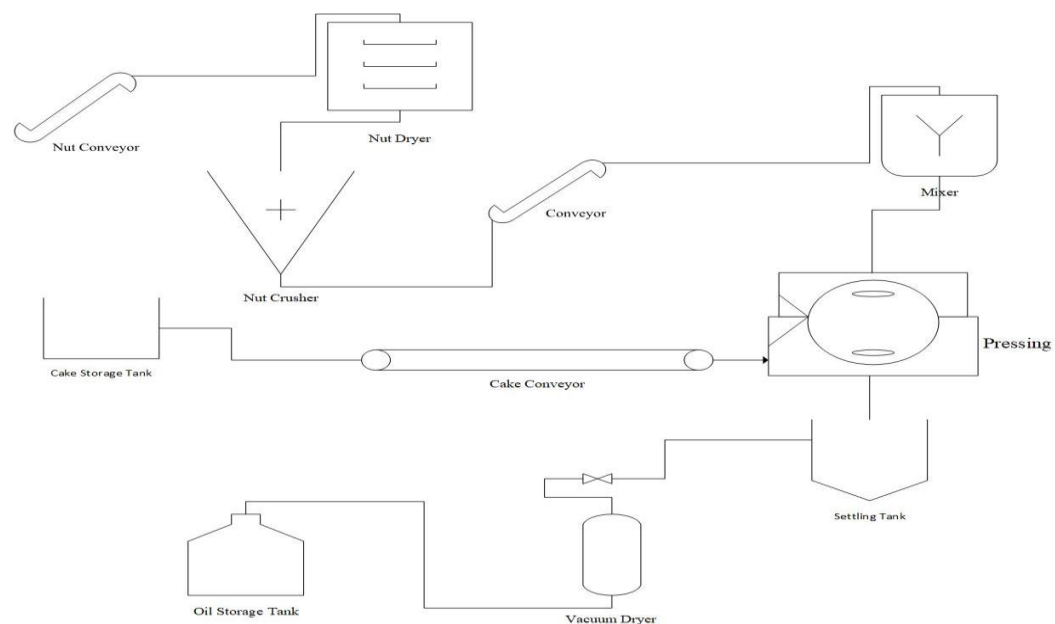 Nut Dryer
Nut Conveyor
Mixer
Conveyor
Nut Crusher
Pressing
Cake Storage Tank
Cake Conveyor
Settling Tank
Oil Storage Tank
Vacuum Dryer